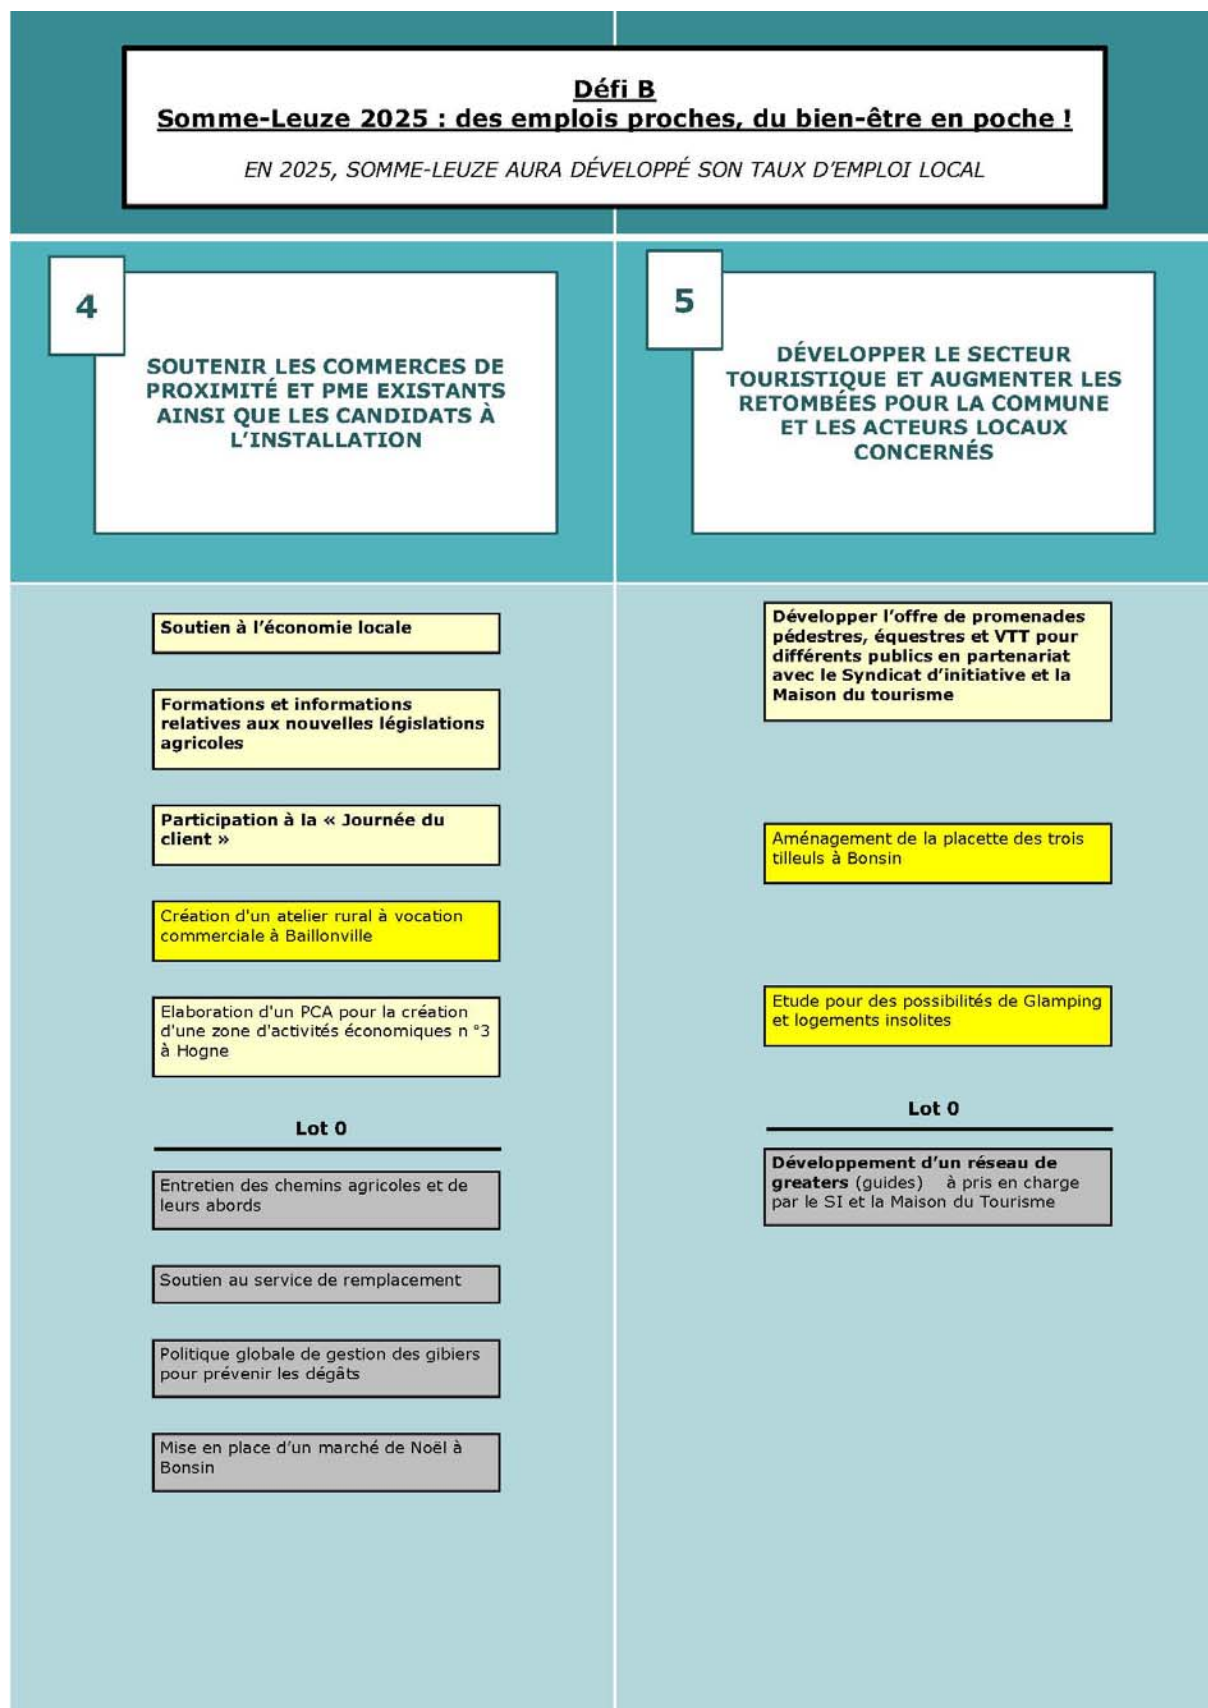 Défi B
Somme-Leuze 2025 : des emplois proches, du bien-être en poche !
EN 2025, SOMME-LEUZE AURA DÉVELOPPÉ SON TAUX D'EMPLOI LOCAL
4
SOUTENIR LES COMMERCES DE
PROXIMITÉ ET PME EXISTANTS
AINSI QUE LES CANDIDATS À
L'INSTALLATION
Soutien à l'économie locale
Formations et informations
relatives aux nouvelles législations
agricoles
Participation à la « Journée du
client »
Création d'un atelier rural à vocation
commerciale à Baillonville
Elaboration d'un PCA pour la création
d'une zone d'activités économiques n °3
à Hogne
Lot 0
Entretien des chemins agricoles et de
leurs abords
Soutien au service de remplacement
Politique globale de gestion des gibiers
pour prévenir les dégâts
Mise en place d'un marché de Noël à
Bonsin
5
DÉVELOPPER LE SECTEUR
TOURISTIQUE ET AUGMENTER LES
RETOMBÉES POUR LA COMMUNE
ET LES ACTEURS LOCAUX
CONCERNÉS
Développer l'offre de promenades
pédestres, équestres et VTT pour
différents publics en partenariat
avec le Syndicat d'initiative et la
Maison du tourisme
Aménagement de la placette des trois
tilleuls à Bonsin
Etude pour des possibilités de Glamping
et logements insolites
Lot 0
Développement d'un réseau de
greaters (guides) à pris en charge
par le SI et la Maison du Tourisme